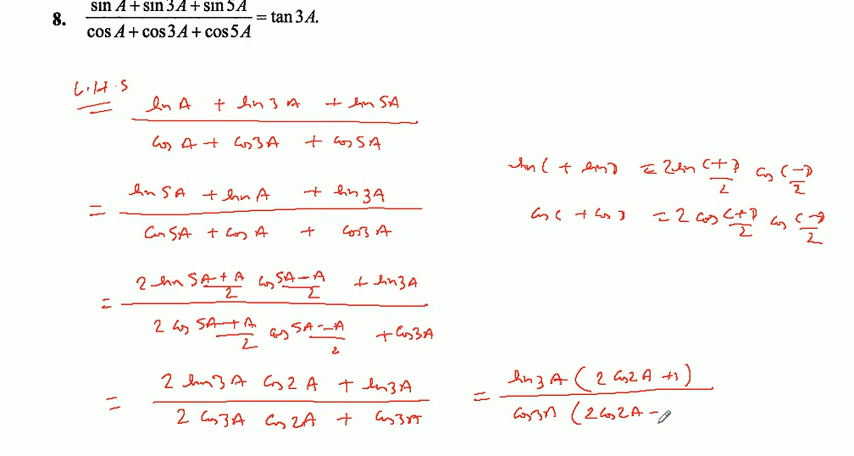 8. (sin A + sin 3A + sin 5A)/(cos A + cos 3A + cos 5A) = tan 3A.
L.H.S
(sin A + sin 3A + sin 5A)/(cos A + cos 3A + cos 5A)
sin C + sin D = 2 sin (C+D)/2 cos (C-D)/2
cos C + cos D = 2 cos (C+D)/2 cos (C-D)/2
= (sin 5A + sin A + sin 3A)/(cos 5A + cos A + cos 3A)
= (2 sin (5A+A)/2 cos (5A-A)/2 + sin 3A)/(2 cos (5A+A)/2 cos (5A-A)/2 + cos 3A)
= (2 sin 3A cos 2A + sin 3A)/(2 cos 3A cos 2A + cos 3A) = (sin 3A (2 cos 2A + 1))/(cos 3A (2 cos 2A -